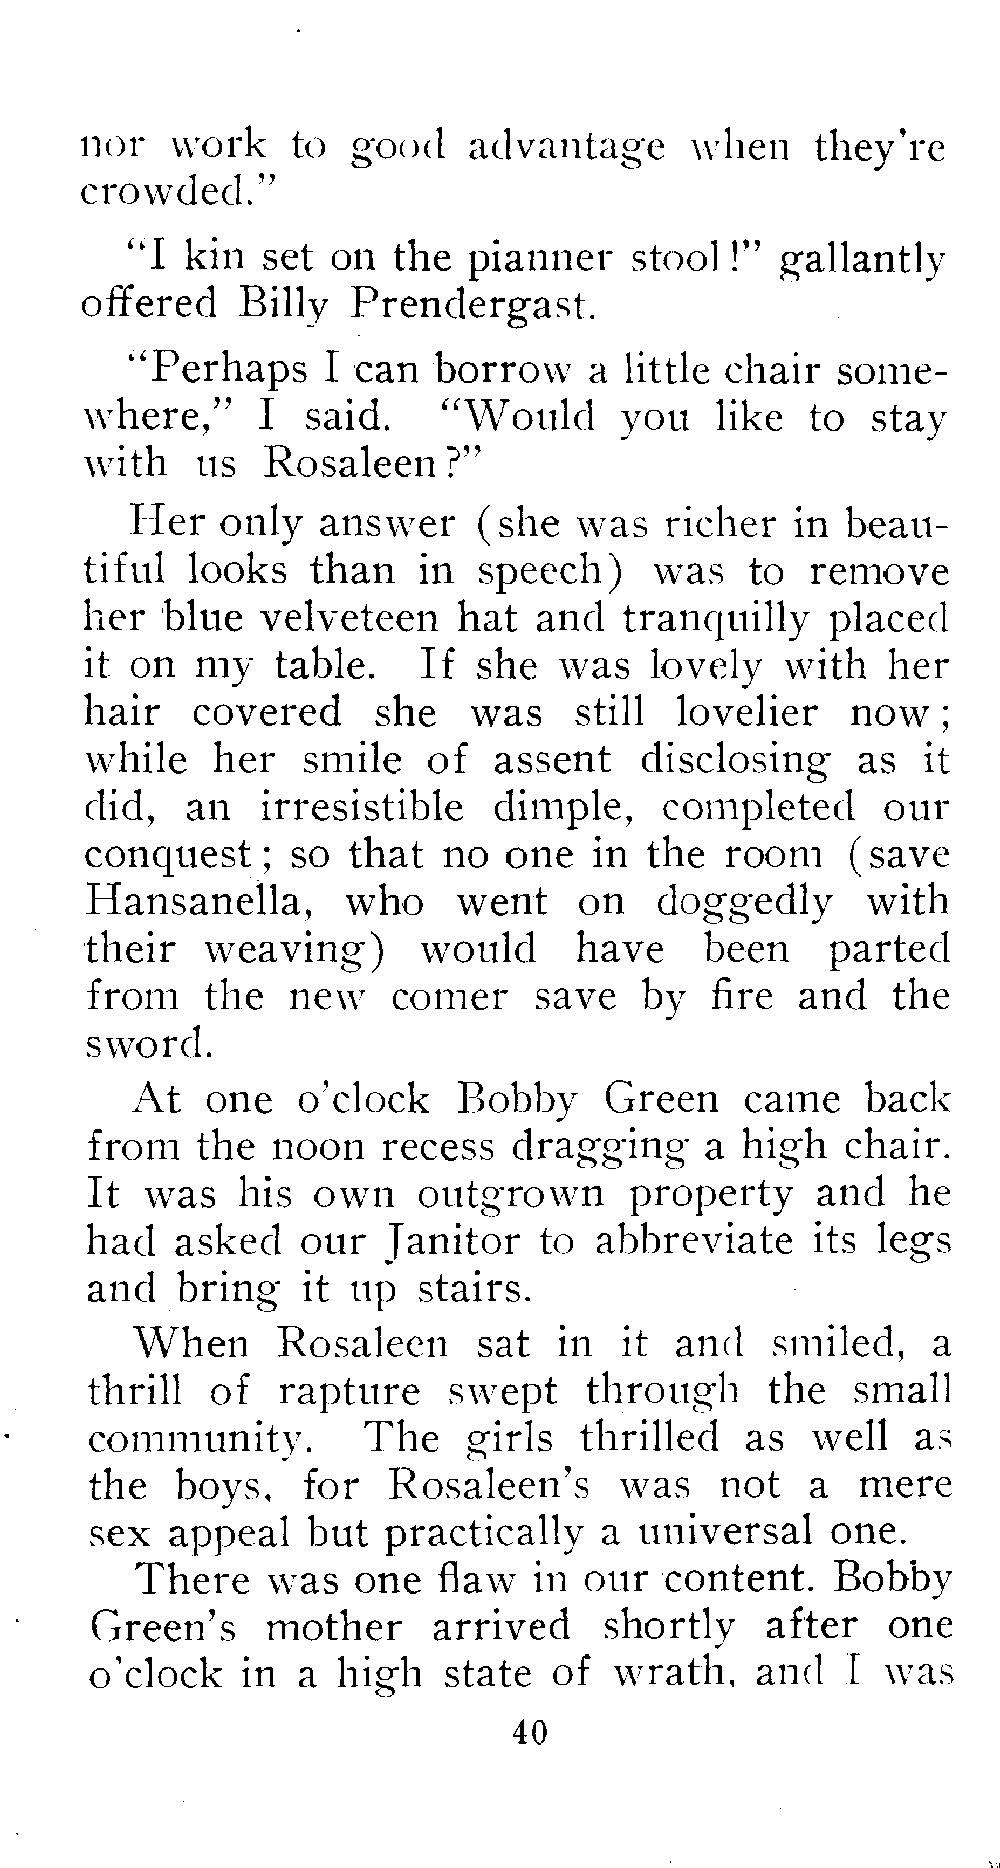 nor work to good advantage when they're
crowded."
"I kin set on the pianner stool!" gallantly
offered Billy Prendergast.
"Perhaps I can borrow a little chair some-
where," I said. "Would you like to stay
with us Rosaleen?"
Her only answer (she was richer in beau-
tiful looks than in speech) was to remove
her blue velveteen hat and tranquilly placed
it on my table. If she was lovely with her
hair covered she was still lovelier now;
while her smile of assent disclosing as it
did, an irresistible dimple, completed our
conquest; so that no one in the room (save
Hansanella, who went on doggedly with
their weaving) would have been parted
from the new comer save by fire and the
sword.
At one o'clock Bobby Green came back
from the noon recess dragging a high chair.
It was his own outgrown property and he
had asked our Janitor to abbreviate its legs
and bring it up stairs.
When Rosaleen sat in it and smiled, a
thrill of rapture swept through the small
community. The girls thrilled as well as
the boys, for Rosaleen's was not a mere
sex appeal but practically a universal one.
There was one flaw in our content. Bobby
Green's mother arrived shortly after one
o'clock in a high state of wrath, and I was
40